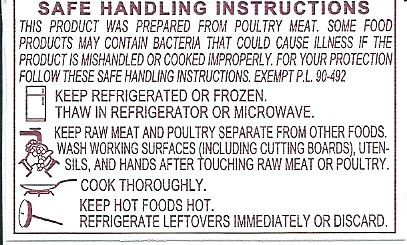 SAFE HANDLING INSTRUCTIONS
THIS PRODUCT WAS PREPARED FROM POULTRY MEAT. SOME FOOD
PRODUCTS MAY CONTAIN BACTERIA THAT COULD CAUSE ILLNESS IF THE
PRODUCT IS MISHANDLED OR COOKED IMPROPERLY. FOR YOUR PROTECTION
FOLLOW THESE SAFE HANDLING INSTRUCTIONS. EXEMPT P.L. 90-492
KEEP REFRIGERATED OR FROZEN.
THAW IN REFRIGERATOR OR MICROWAVE.
KEEP RAW MEAT AND POULTRY SEPARATE FROM OTHER FOODS.
WASH WORKING SURFACES (INCLUDING CUTTING BOARDS), UTEN-
SILS, AND HANDS AFTER TOUCHING RAW MEAT OR POULTRY.
COOK THOROUGHLY.
KEEP HOT FOODS HOT.
REFRIGERATE LEFTOVERS IMMEDIATELY OR DISCARD.